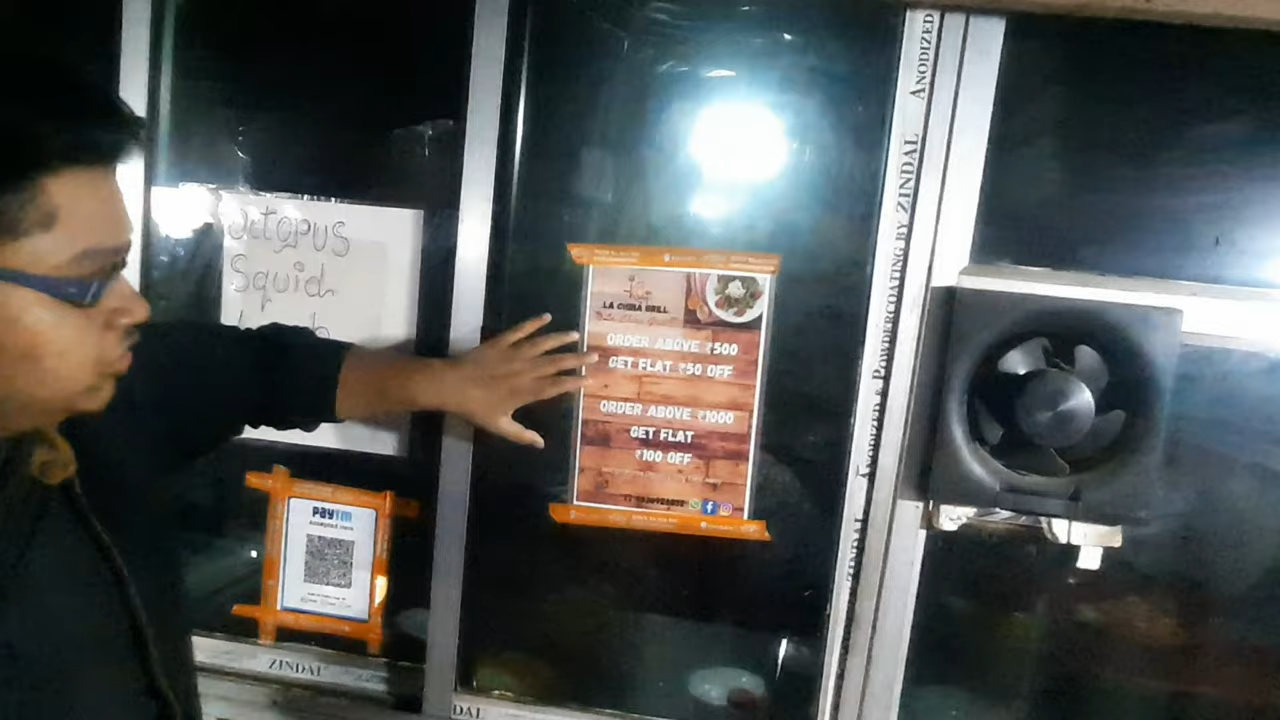 Octopus
Squid
LA CHINA GRILL
ORDER ABOVE ₹500
GET FLAT ₹50 OFF
ORDER ABOVE ₹1000
GET FLAT
₹100 OFF
paytm
Accepted Here
ZINDAL
DAL
ZINDAL ANODIZED & POWDERCOATING BY ZINDAL ANODIZED